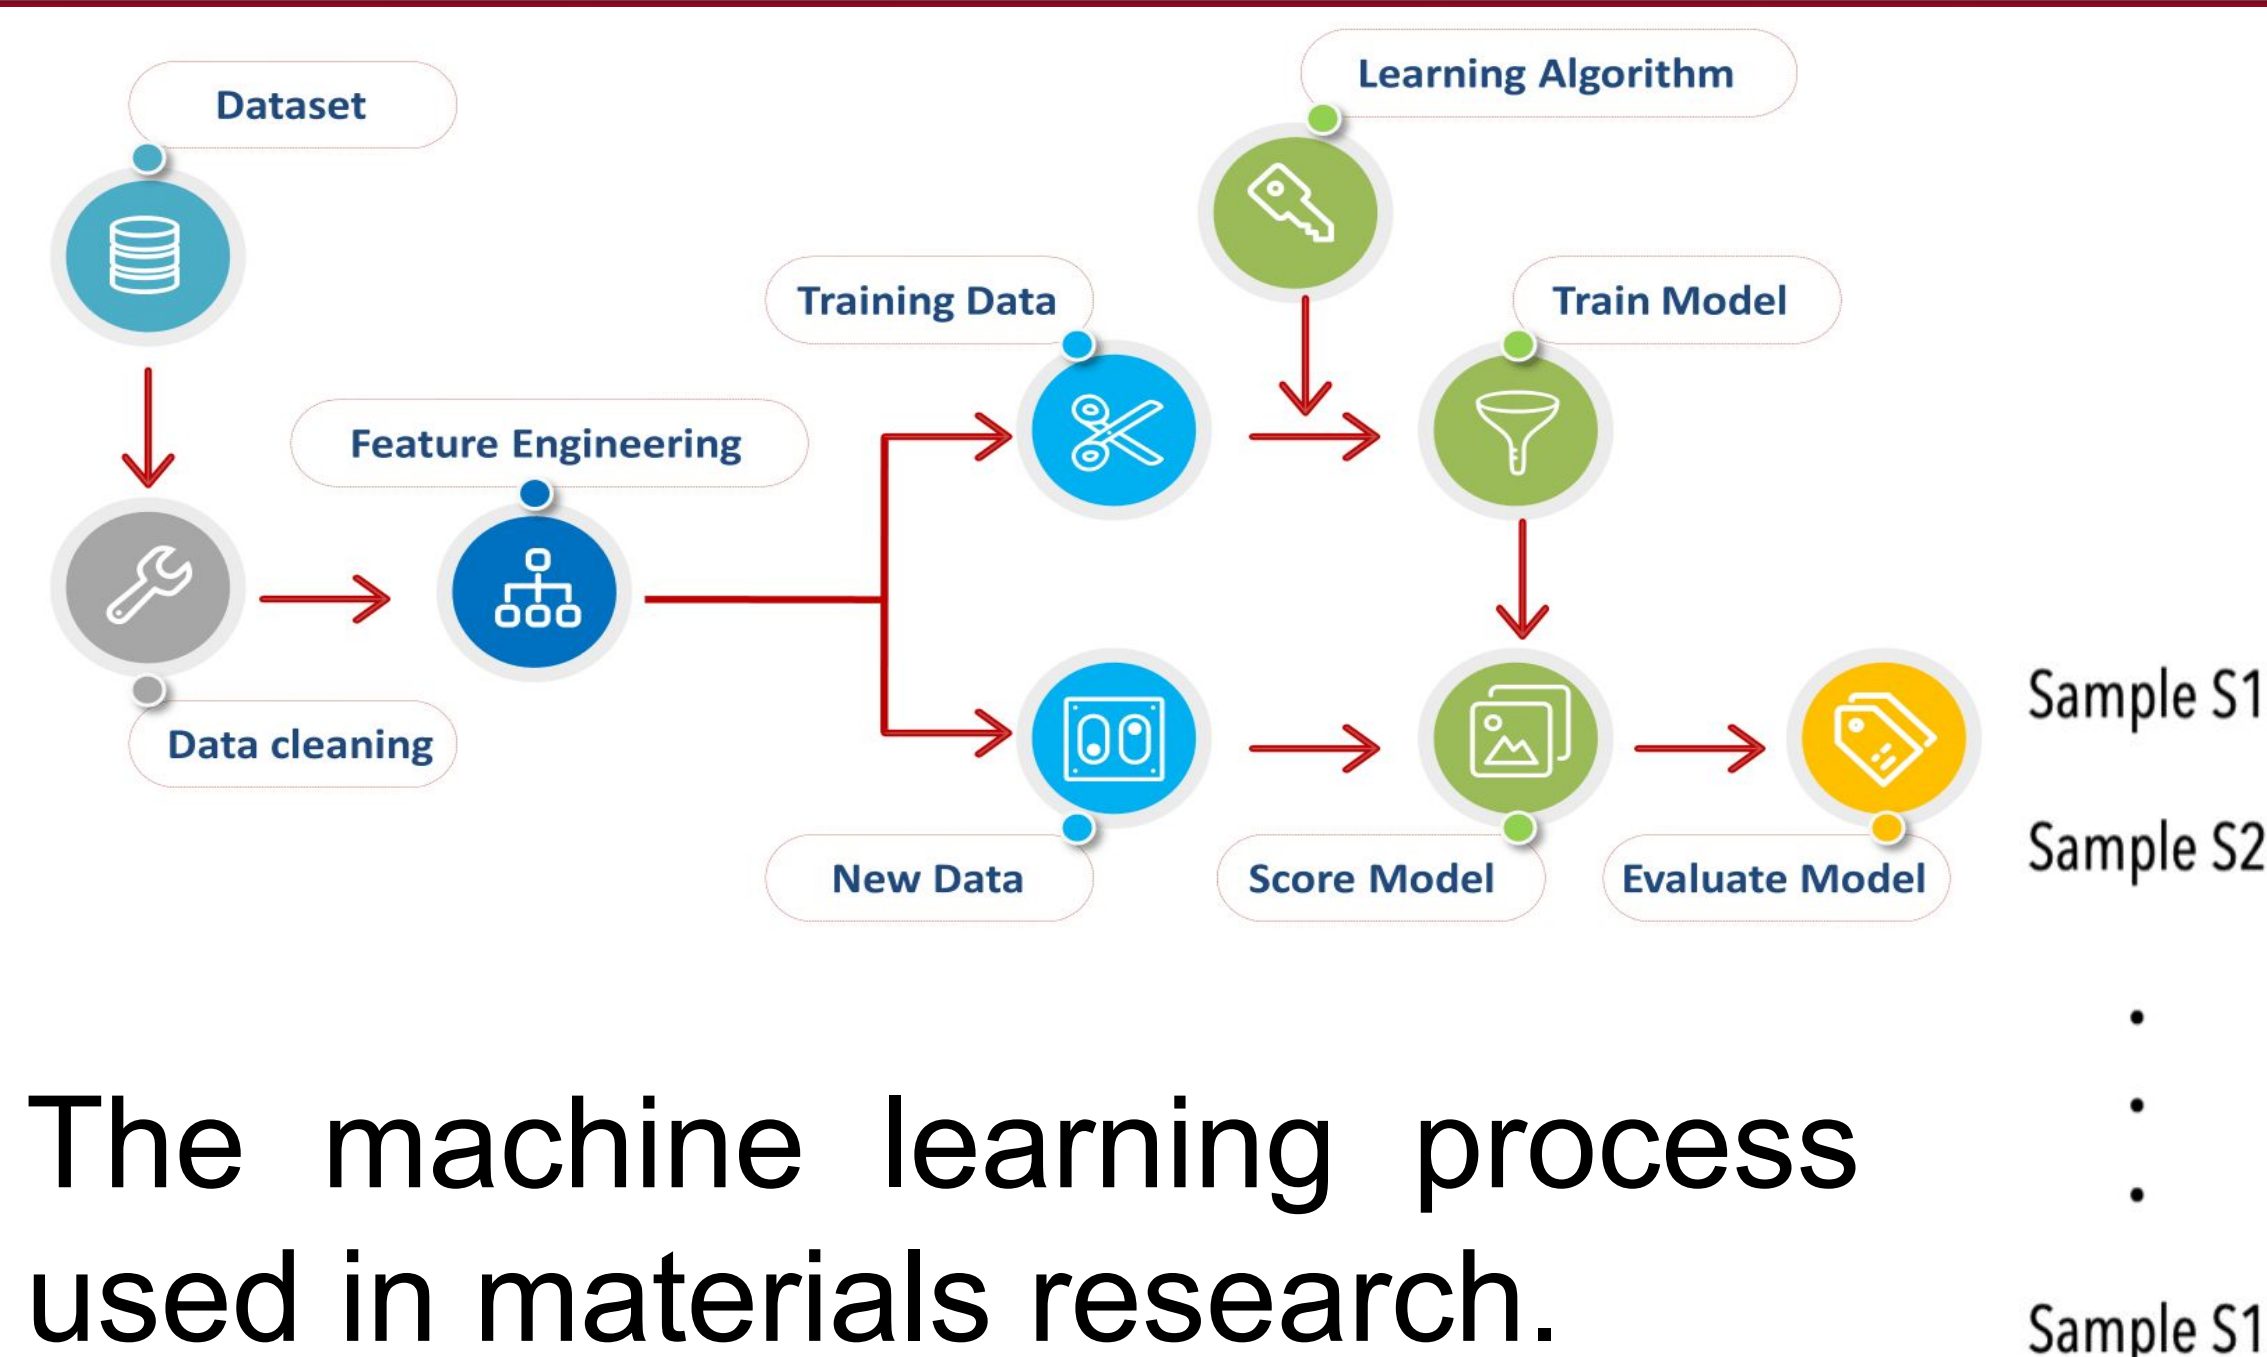 Dataset
Learning Algorithm
Training Data
Train Model
Feature Engineering
Data cleaning
New Data
Score Model
Evaluate Model
Sample S1
Sample S2
.
.
.
Sample S1
The machine learning process
used in materials research.